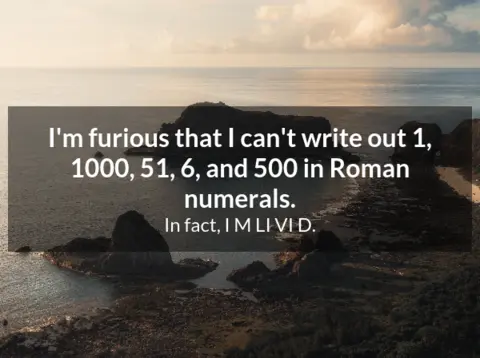 I'm furious that I can't write out 1,
1000, 51, 6, and 500 in Roman
numerals.
In fact, I M LI VI D.